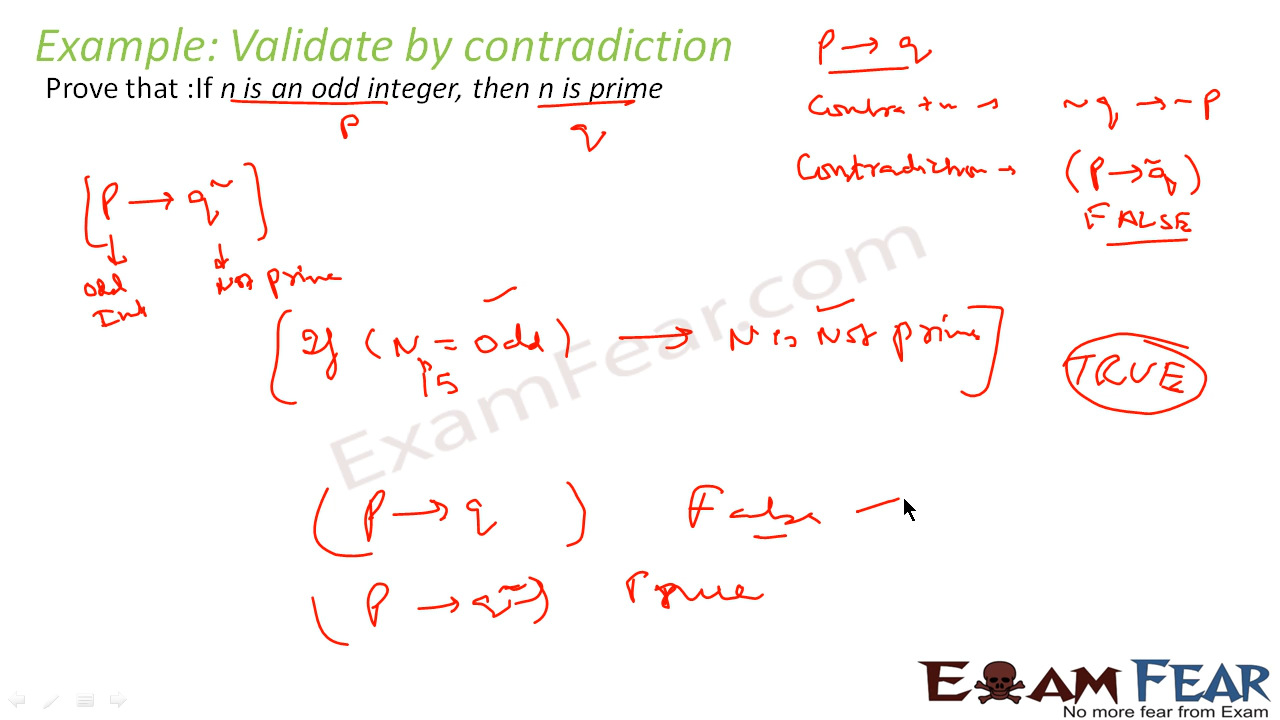 Example: Validate by contradiction
Prove that :If n is an odd integer, then n is prime
P q
P → q
Contra +ve → ~q → ~P
Contradiction → (P → ~q)
FALSE
[P → q~]
Odd Int
Not prime
[If (N = Odd) → N is Not prime]
15
TRUE
(P → q) False
(P → q~) True
ExamFear.com
EXAM FEAR
No more fear from Exam